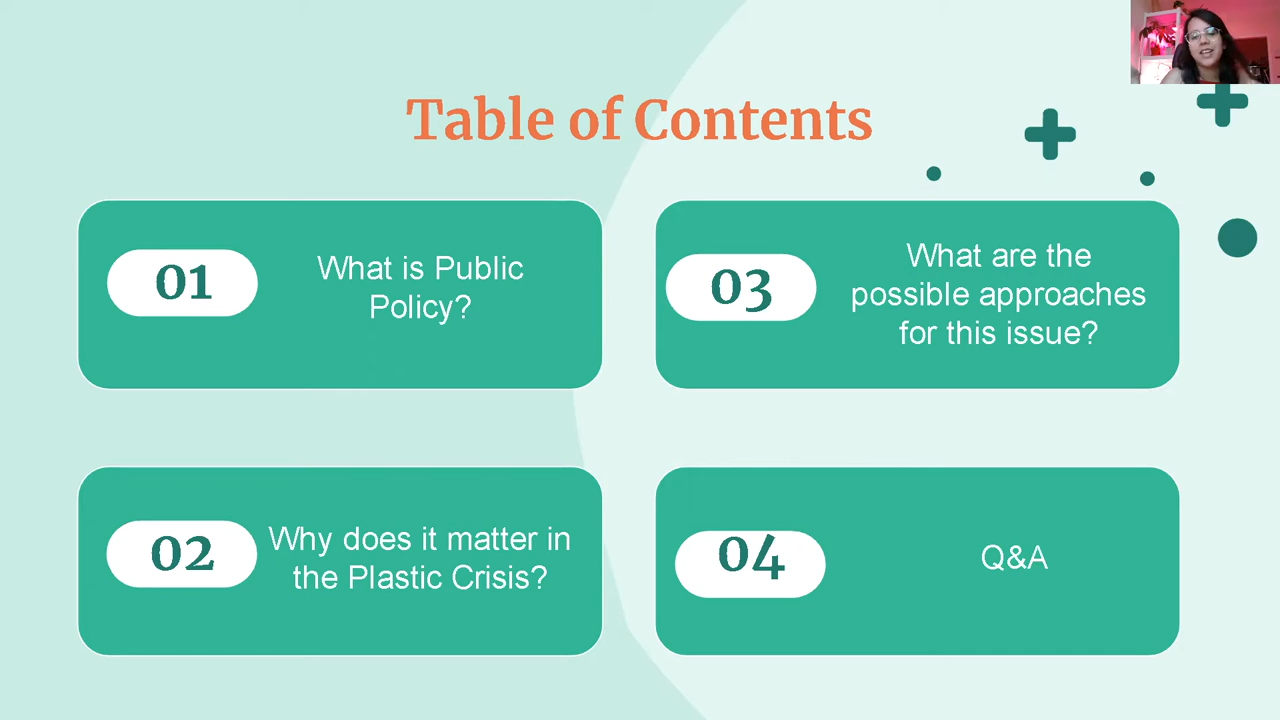 Table of Contents
01
What is Public
Policy?
02
Why does it matter in
the Plastic Crisis?
03
What are the
possible approaches
for this issue?
04
Q&A